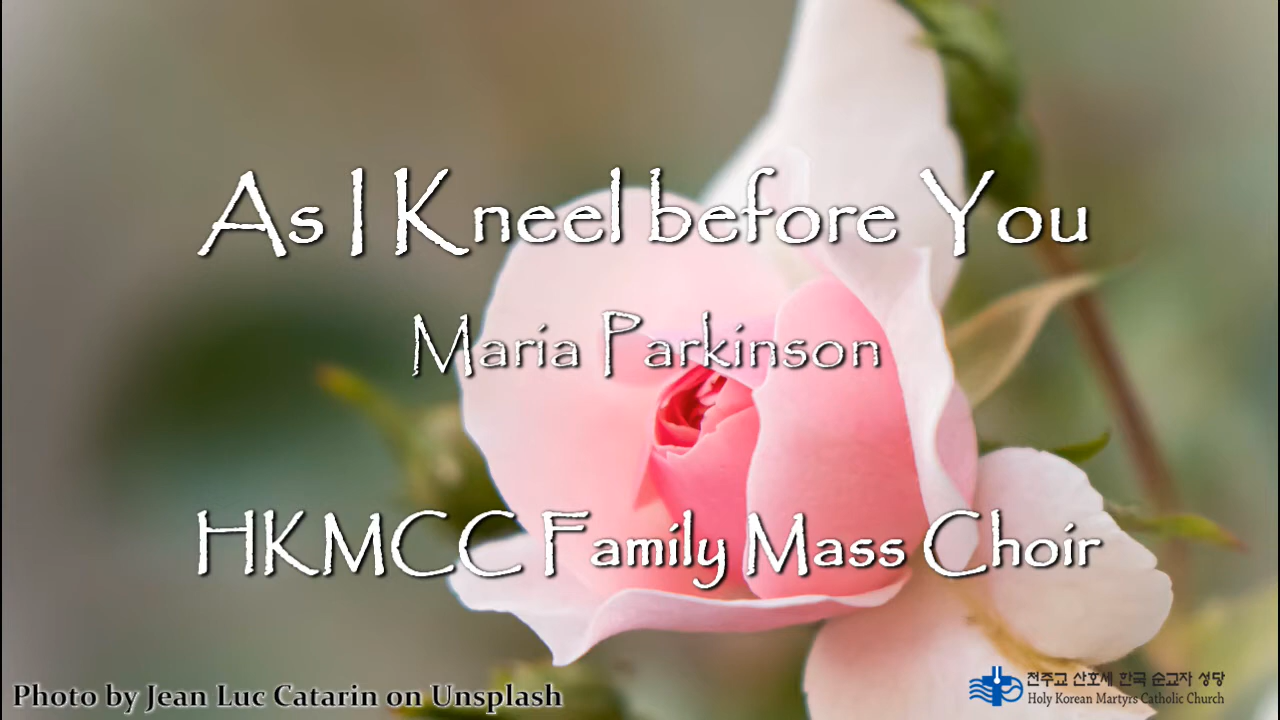 As I Kneel before You
Maria Parkinson
HKMCC Family Mass Choir
Photo by Jean Luc Catarin on Unsplash
천주교 산호세 한국 순교자 성당
Holy Korean Martyrs Catholic Church